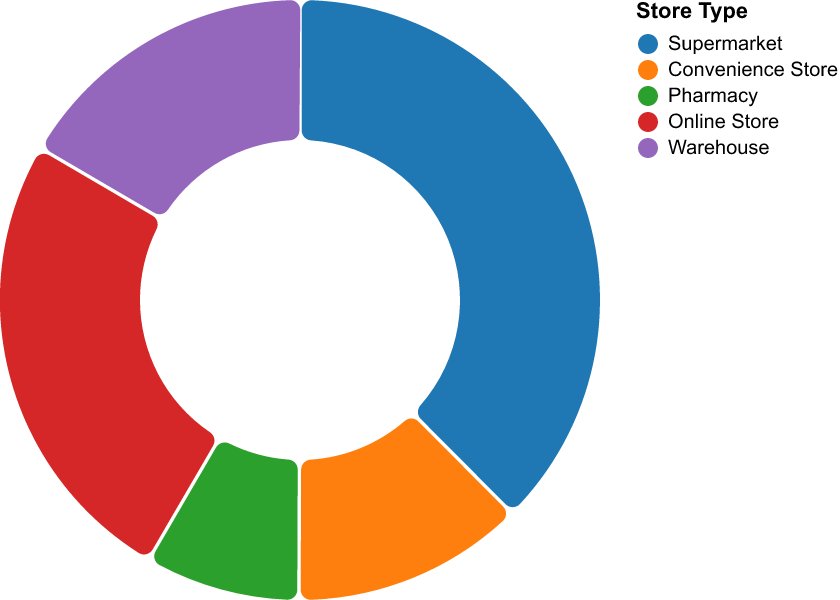 Store Type
Supermarket
Convenience Store
Pharmacy
Online Store
Warehouse